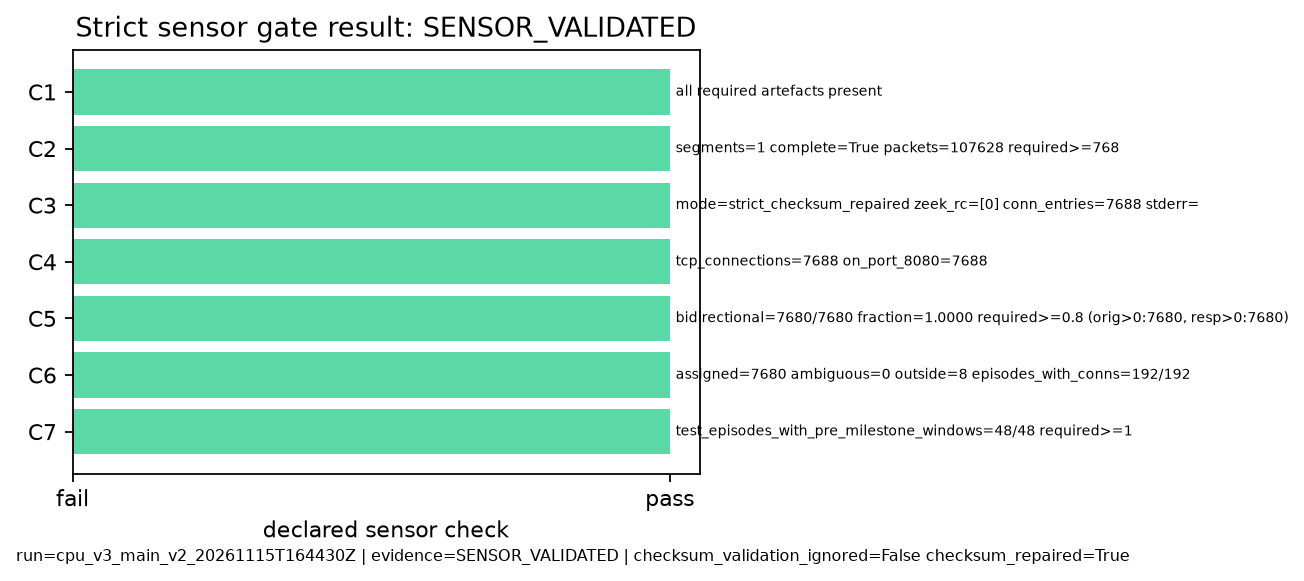 Strict sensor gate result: SENSOR_VALIDATED
C1 all required artefacts present
C2 segments=1 complete=True packets=107628 required>=768
C3 mode=strict_checksum_repaired zeek_rc=[0] conn_entries=7688 stderr=
C4 tcp_connections=7688 on_port_8080=7688
C5 bidirectional=7680/7680 fraction=1.0000 required>=0.8 (orig>0:7680, resp>0:7680)
C6 assigned=7680 ambiguous=0 outside=8 episodes_with_conns=192/192
C7 test_episodes_with_pre_milestone_windows=48/48 required>=1
fail pass
declared sensor check
run=cpu_v3_main_v2_20261115T164430Z | evidence=SENSOR_VALIDATED | checksum_validation_ignored=False checksum_repaired=True